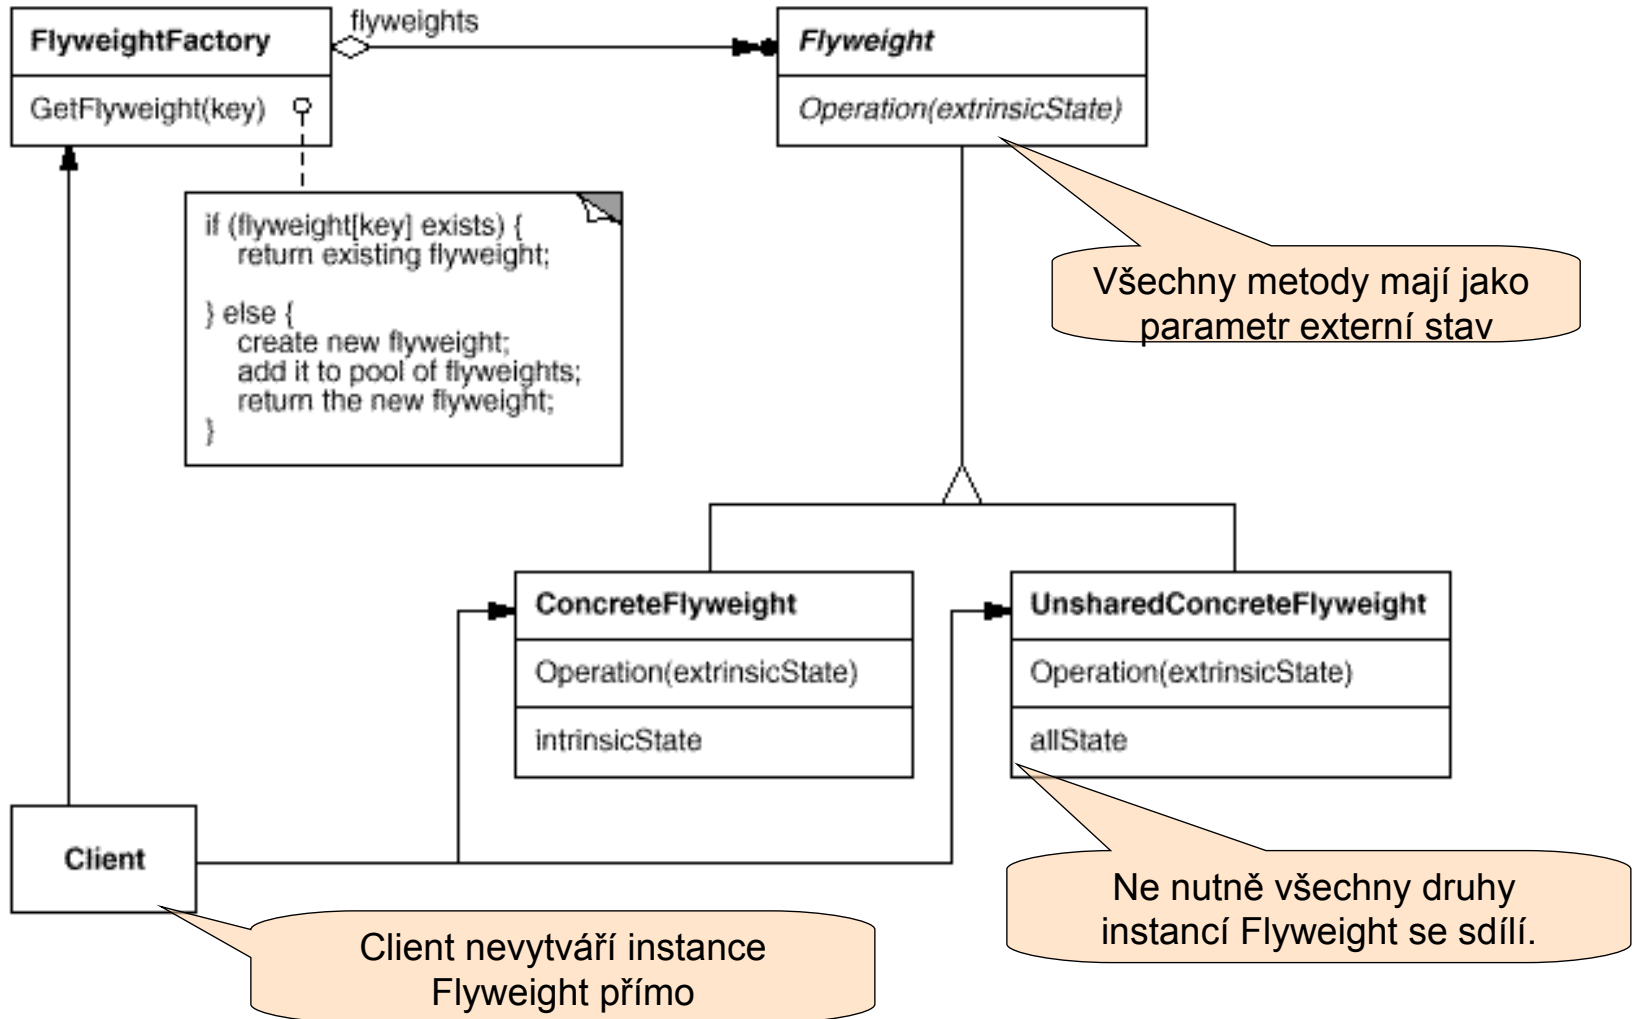 flyweights
FlyweightFactory
GetFlyweight(key)
Flyweight
Operation(extrinsicState)
if (flyweight[key] exists) {
return existing flyweight;
} else {
create new flyweight;
add it to pool of flyweights;
return the new flyweight;
}
Všechny metody mají jako
parametr externí stav
ConcreteFlyweight
Operation(extrinsicState)
intrinsicState
UnsharedConcreteFlyweight
Operation(extrinsicState)
allState
Client
Client nevytváří instance
Flyweight přímo
Ne nutně všechny druhy
instancí Flyweight se sdílí.